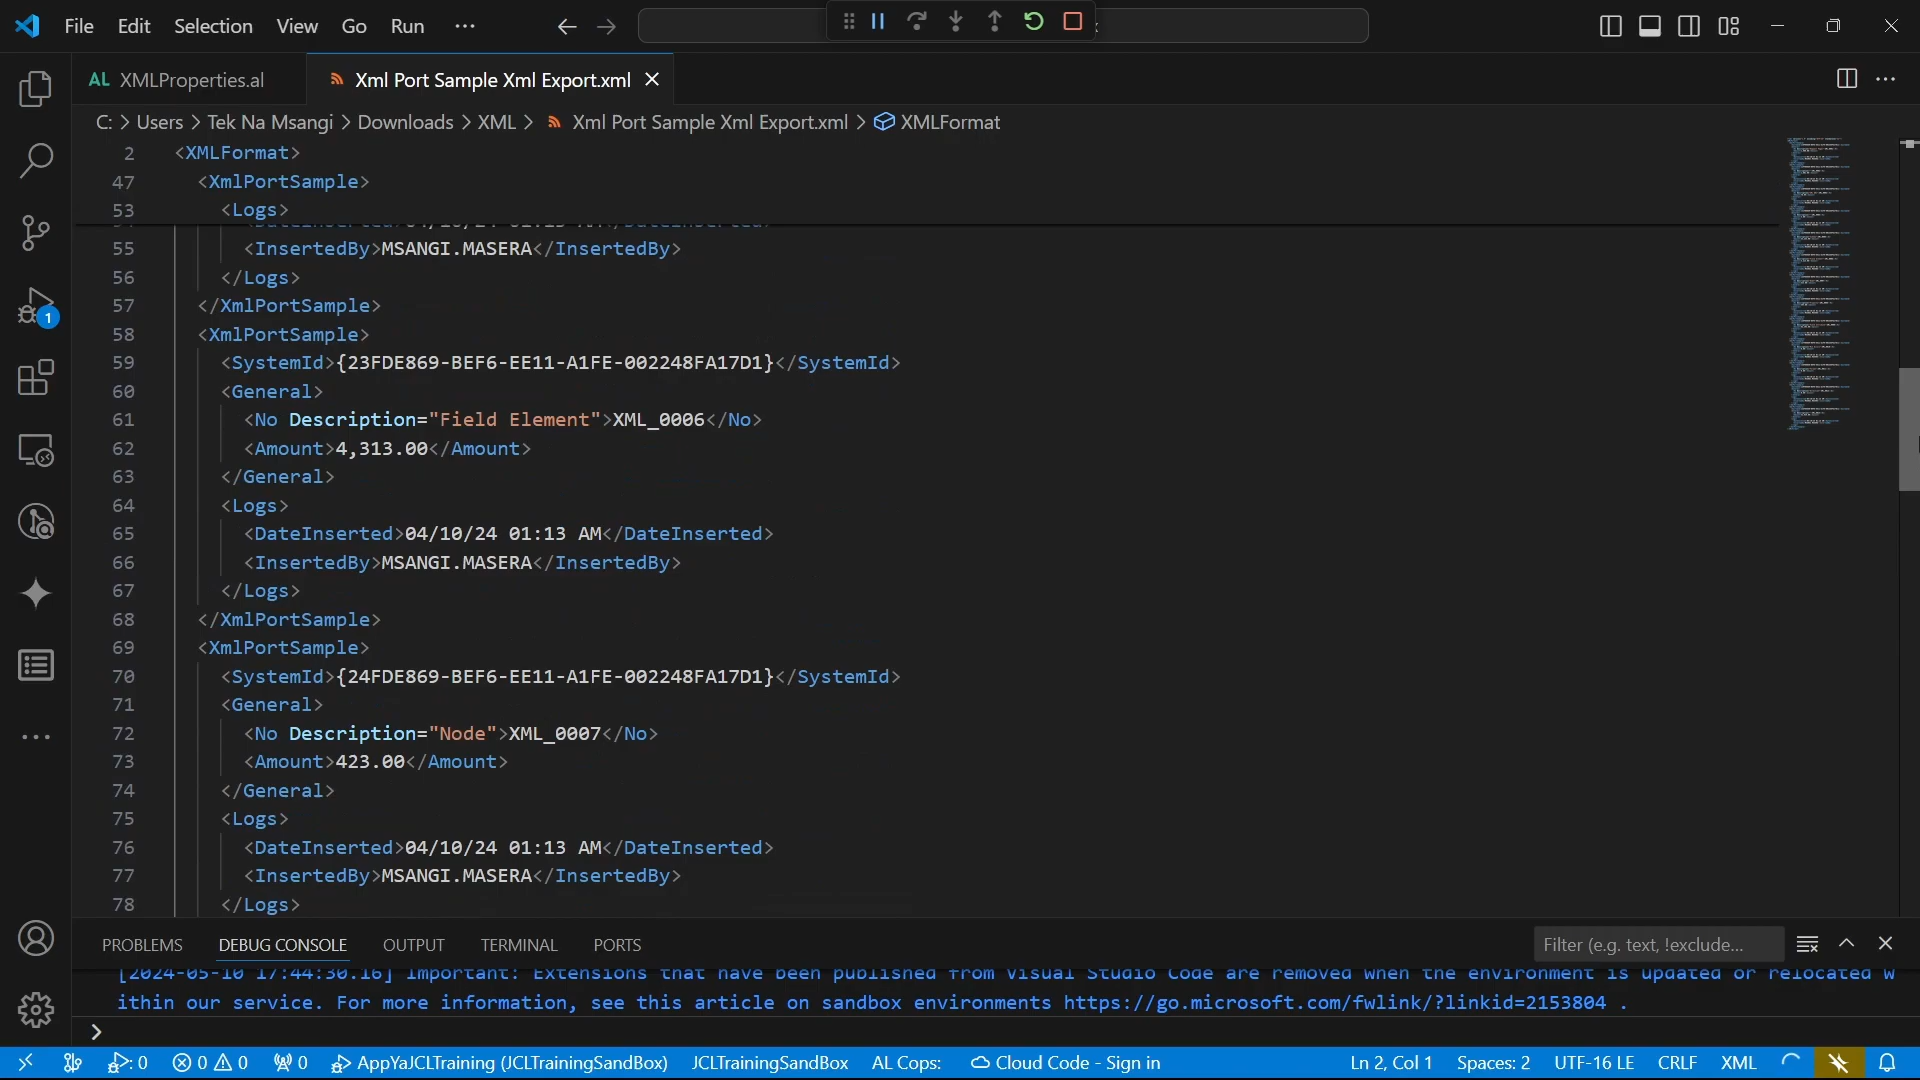 File Edit Selection View Go Run ···
AL XMLProperties.al
Xml Port Sample Xml Export.xml
C: > Users > Tek Na Msangi > Downloads > XML > Xml Port Sample Xml Export.xml > XMLFormat
2 <XMLFormat>
47 <XmlPortSample>
53 <Logs>
55 <InsertedBy>MSANGI.MASERA</InsertedBy>
56 </Logs>
57 </XmlPortSample>
58 <XmlPortSample>
59 <SystemId>{23FDE869-BEF6-EE11-A1FE-002248FA17D1}</SystemId>
60 <General>
61 <No Description="Field Element">XML_0006</No>
62 <Amount>4,313.00</Amount>
63 </General>
64 <Logs>
65 <DateInserted>04/10/24 01:13 AM</DateInserted>
66 <InsertedBy>MSANGI.MASERA</InsertedBy>
67 </Logs>
68 </XmlPortSample>
69 <XmlPortSample>
70 <SystemId>{24FDE869-BEF6-EE11-A1FE-002248FA17D1}</SystemId>
71 <General>
72 <No Description="Node">XML_0007</No>
73 <Amount>423.00</Amount>
74 </General>
75 <Logs>
76 <DateInserted>04/10/24 01:13 AM</DateInserted>
77 <InsertedBy>MSANGI.MASERA</InsertedBy>
78 </Logs>
1
PROBLEMS DEBUG CONSOLE OUTPUT TERMINAL PORTS
Filter (e.g. text, !exclude...
[2024-05-10 17:44:30.16] Important: Extensions that have been published from Visual Studio Code are removed when the environment is updated or relocated w
ithin our service. For more information, see this article on sandbox environments https://go.microsoft.com/fwlink/?linkid=2153804 .
>
: 0 0 0 0 AppYaJCLTraining (JCLTrainingSandBox) JCLTrainingSandBox AL Cops: Cloud Code - Sign in Ln 2, Col 1 Spaces: 2 UTF-16 LE CRLF XML